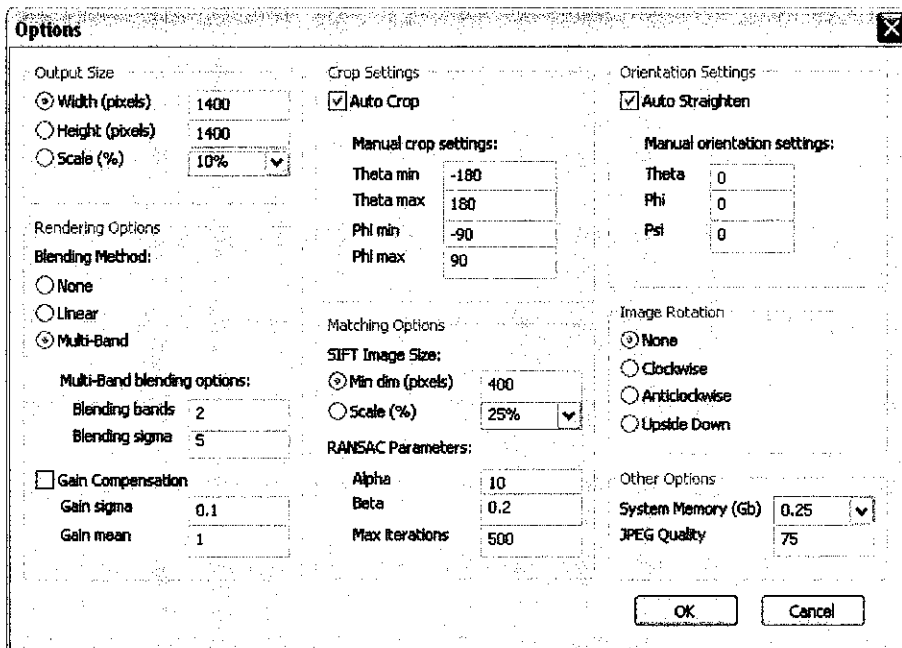 Options
Output Size
Width (pixels) 1400
Height (pixels) 1400
Scale (%) 10%
Rendering Options
Blending Method:
None
Linear
Multi-Band
Multi-Band blending options:
Blending bands 2
Blending sigma 5
Gain Compensation
Gain sigma 0.1
Gain mean 1
Crop Settings
Auto Crop
Manual crop settings:
Theta min -180
Theta max 180
Phi min -90
Phi max 90
Matching Options
SIFT Image Size:
Min dim (pixels) 400
Scale (%) 25%
RANSAC Parameters:
Alpha 10
Beta 0.2
Max Iterations 500
Orientation Settings
Auto Straighten
Manual orientation settings:
Theta 0
Phi 0
Psi 0
Image Rotation
None
Clockwise
Anticlockwise
Upside Down
Other Options
System Memory (Gb) 0.25
JPEG Quality 75
OK Cancel